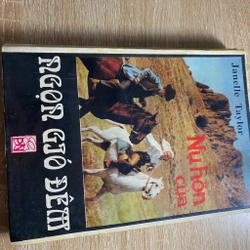 Janelle Taylor
Nụ hôn
của
NGỌN GIÓ ĐÊM